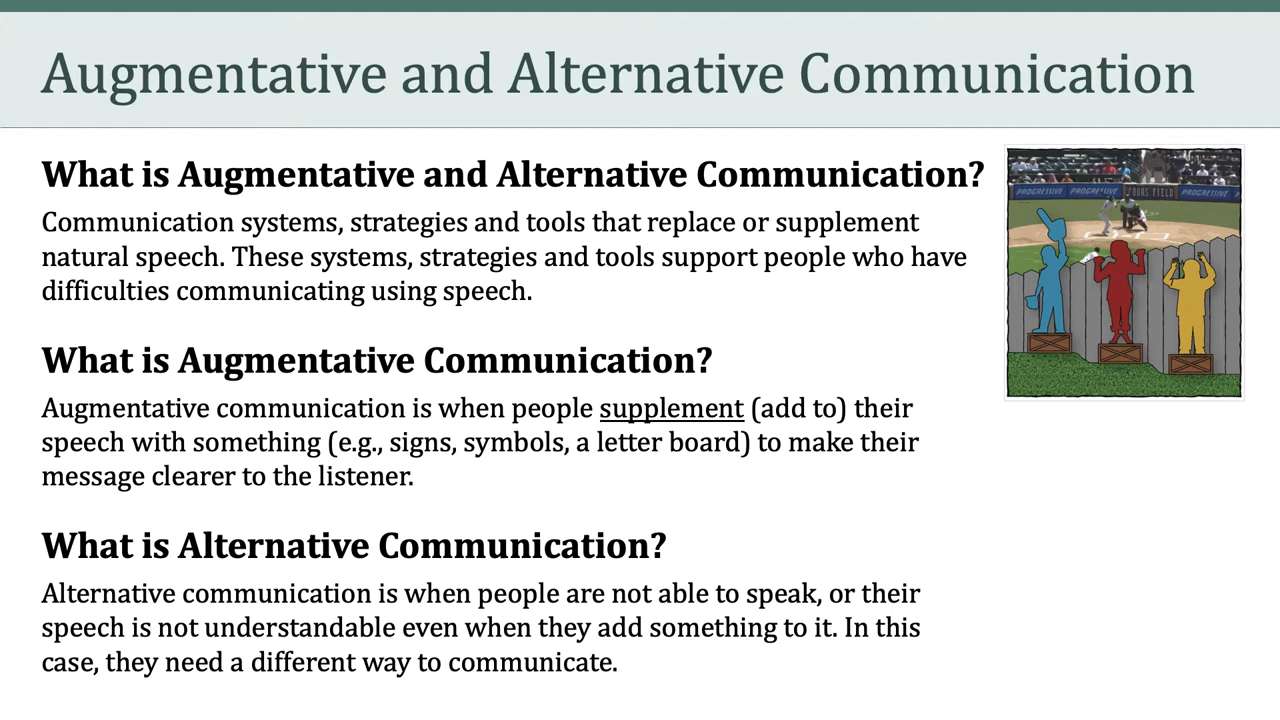 Augmentative and Alternative Communication
What is Augmentative and Alternative Communication?
Communication systems, strategies and tools that replace or supplement
natural speech. These systems, strategies and tools support people who have
difficulties communicating using speech.
What is Augmentative Communication?
Augmentative communication is when people supplement (add to) their
speech with something (e.g., signs, symbols, a letter board) to make their
message clearer to the listener.
What is Alternative Communication?
Alternative communication is when people are not able to speak, or their
speech is not understandable even when they add something to it. In this
case, they need a different way to communicate.
PROGRESSIVE PROGRESSIVE FIELD PROGRESSIVE